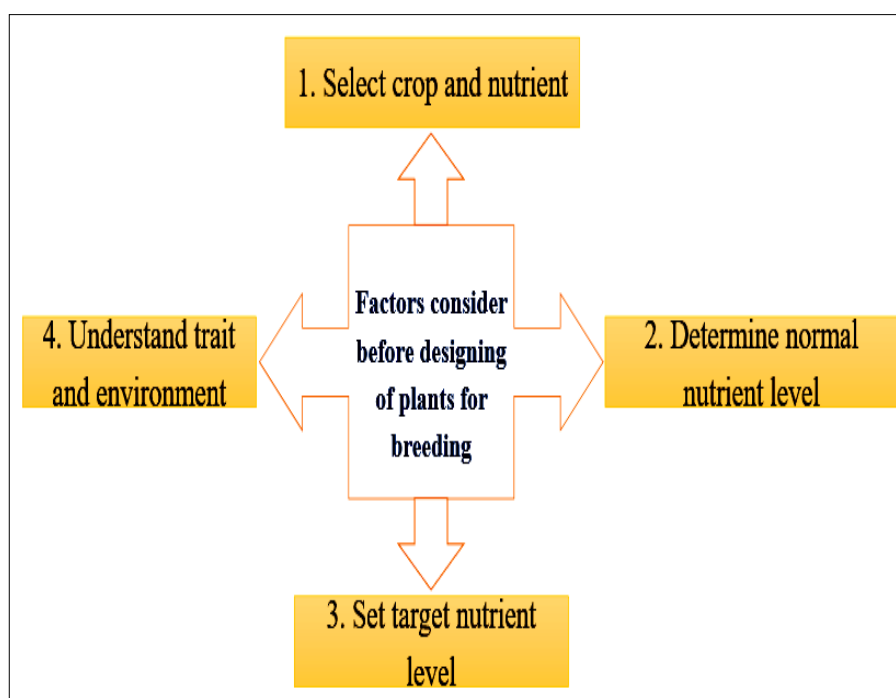 1. Select crop and nutrient
Factors consider
before designing
of plants for
breeding
4. Understand trait
and environment
2. Determine normal
nutrient level
3. Set target nutrient
level